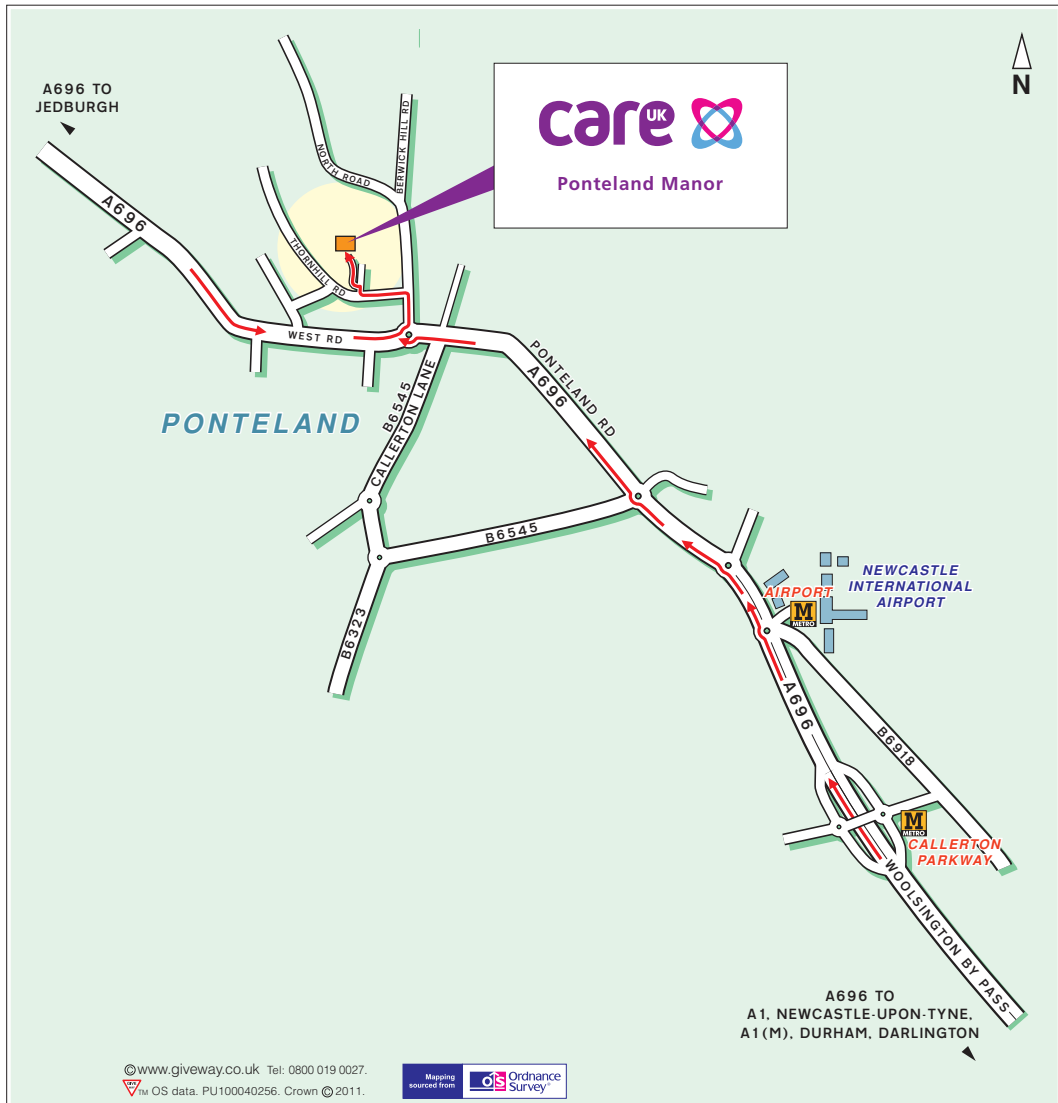 A696 TO
JEDBURGH
N
care UK
Ponteland Manor
BERWICK HILL RD
NORTH ROAD
A696
THORNHILL RD
WEST RD
PONTELAND RD
A696
PONTELAND
B6545
CALLERTON LANE
B6545
B6323
NEWCASTLE
INTERNATIONAL
AIRPORT
AIRPORT
M
METRO
A696
B6918
M
METRO
CALLERTON
PARKWAY
WOOLSINGTON BY PASS
A696 TO
A1, NEWCASTLE-UPON-TYNE,
A1(M), DURHAM, DARLINGTON
©www.giveway.co.uk Tel: 0800 019 0027.
GIVE WAY TM OS data. PU100040256. Crown © 2011.
Mapping
sourced from
OS Ordnance
Survey®